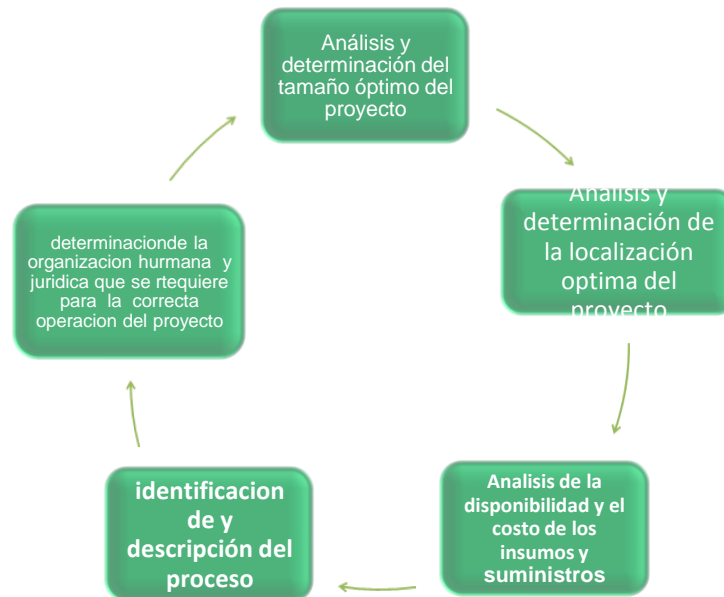 Análisis y
determinación del
tamaño óptimo del
proyecto
Analisis y
determinación de
la localización
optima del
proyecto
Analisis de la
disponibilidad y el
costo de los
insumos y
suministros
identificacion
de y
descripción del
proceso
determinacionde la
organizacion hurmana y
juridica que se rtequiere
para la correcta
operacion del proyecto